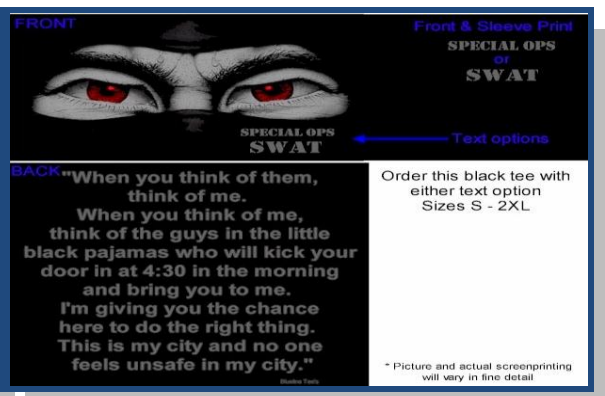 FRONT
Front & Sleeve Print
SPECIAL OPS
or
SWAT
SPECIAL OPS
SWAT
Text options
BACK
"When you think of them,
think of me.
When you think of me,
think of the guys in the little
black pajamas who will kick your
door in at 4:30 in the morning
and bring you to me.
I'm giving you the chance
here to do the right thing.
This is my city and no one
feels unsafe in my city."
Order this black tee with
either text option
Sizes S - 2XL
* Picture and actual screenprinting
will vary in fine detail